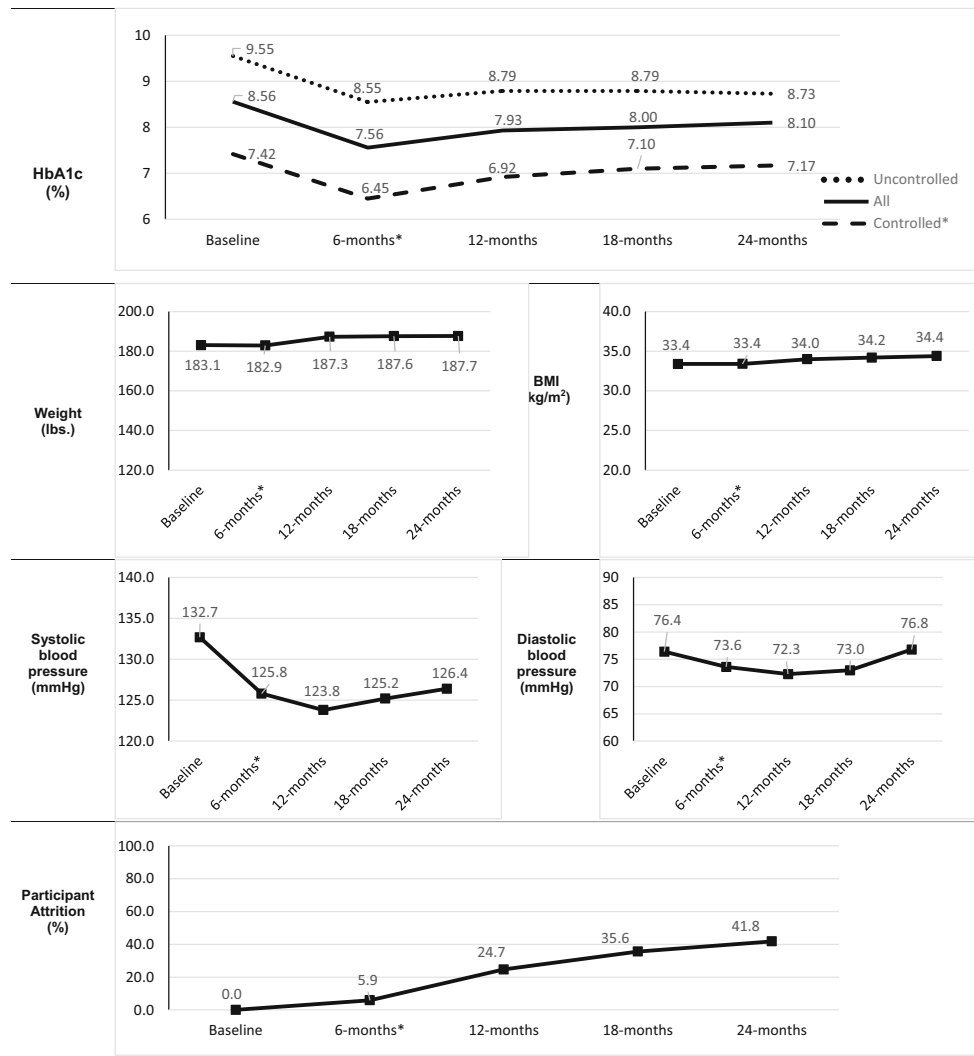 10
9.55
9
8.55
8.79
8.79
8.73
8.56
8
7.56
7.93
8.00
8.10
HbA1c
(%)
7.42
7
6.45
6.92
7.10
7.17
6
Uncontrolled
All
Controlled*
Baseline
6-months*
12-months
18-months
24-months
Weight
(lbs.)
200.0
180.0
160.0
140.0
120.0
183.1
182.9
187.3
187.6
187.7
Baseline
6-months*
12-months
18-months
24-months
BMI
kg/m²)
40.0
35.0
30.0
25.0
20.0
33.4
33.4
34.0
34.2
34.4
Baseline
6-months*
12-months
18-months
24-months
Systolic
blood
pressure
(mmHg)
140.0
135.0
130.0
125.0
120.0
132.7
125.8
123.8
125.2
126.4
Baseline
6-months*
12-months
18-months
24-months
Diastolic
blood
pressure
(mmHg)
90
85
80
75
70
65
60
76.4
73.6
72.3
73.0
76.8
Baseline
6-months*
12-months
18-months
24-months
Participant
Attrition
(%)
100.0
80.0
60.0
40.0
20.0
0.0
0.0
5.9
24.7
35.6
41.8
Baseline
6-months*
12-months
18-months
24-months